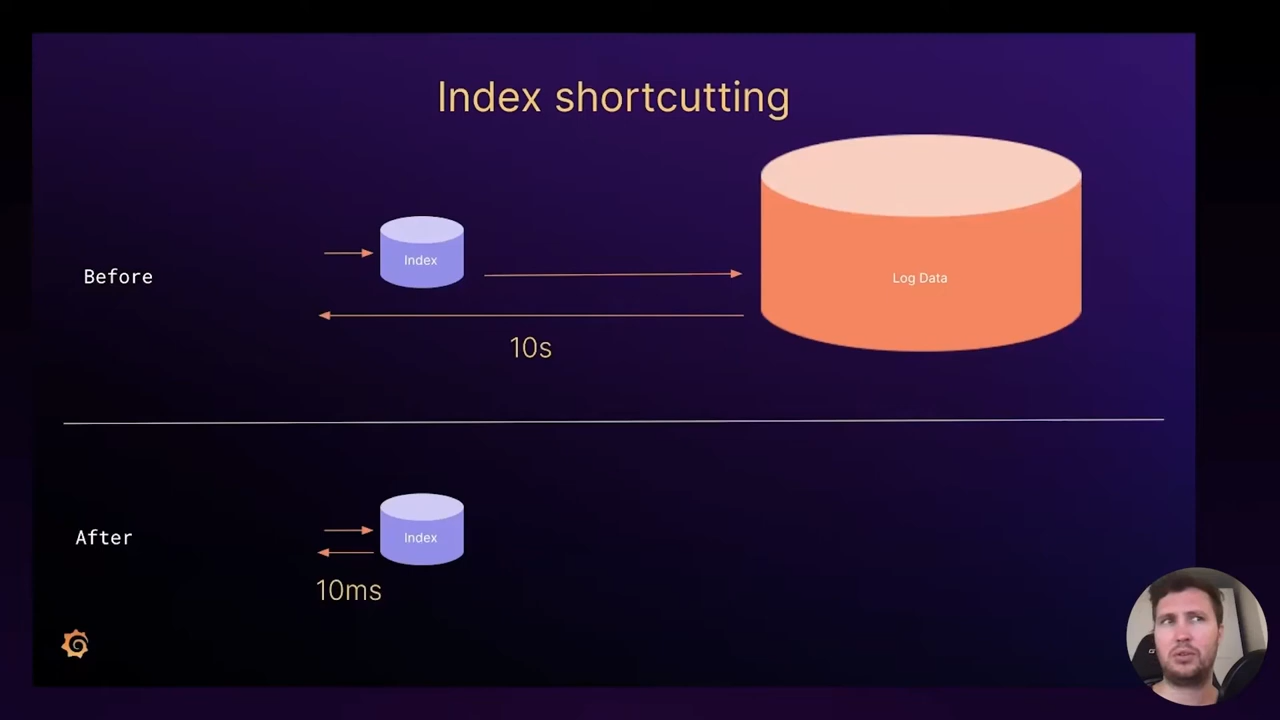 Index shortcutting
Before
Index
Log Data
10s
After
Index
10ms